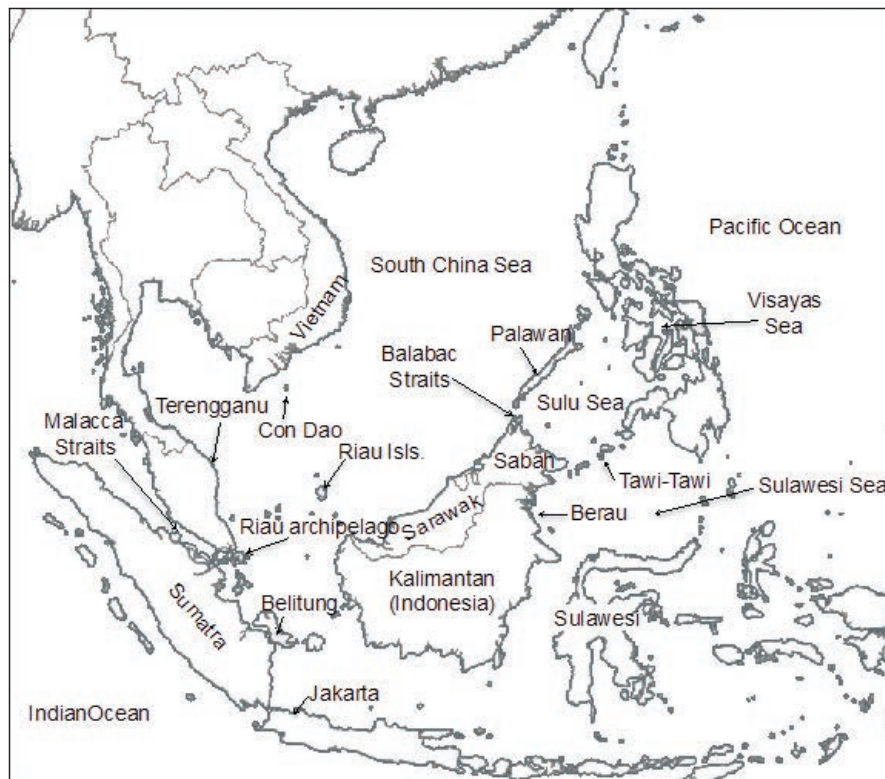 Pacific Ocean
South China Sea
Vietnam
Visayas
Sea
Palawan
Balabac
Straits
Terengganu
Sulu Sea
Malacca
Straits
Con Dao
Riau Isls.
Sabah
Tawi-Tawi
Sulawesi Sea
Sarawak
Berau
Riau archipelago
Kalimantan
(Indonesia)
Sumatra
Belitung
Sulawesi
Jakarta
IndianOcean